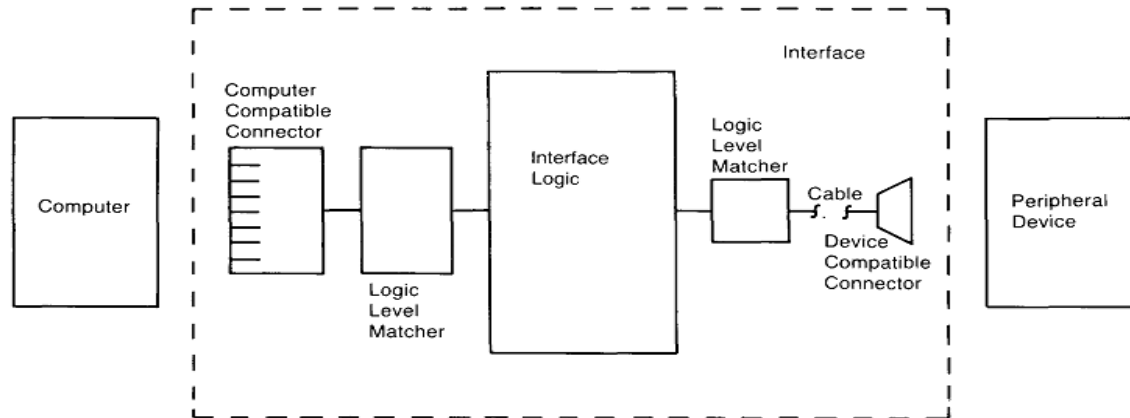 Interface
Computer
Compatible
Connector
Logic
Level
Matcher
Interface
Logic
Computer
Cable
Peripheral
Device
Device
Compatible
Connector
Logic
Level
Matcher